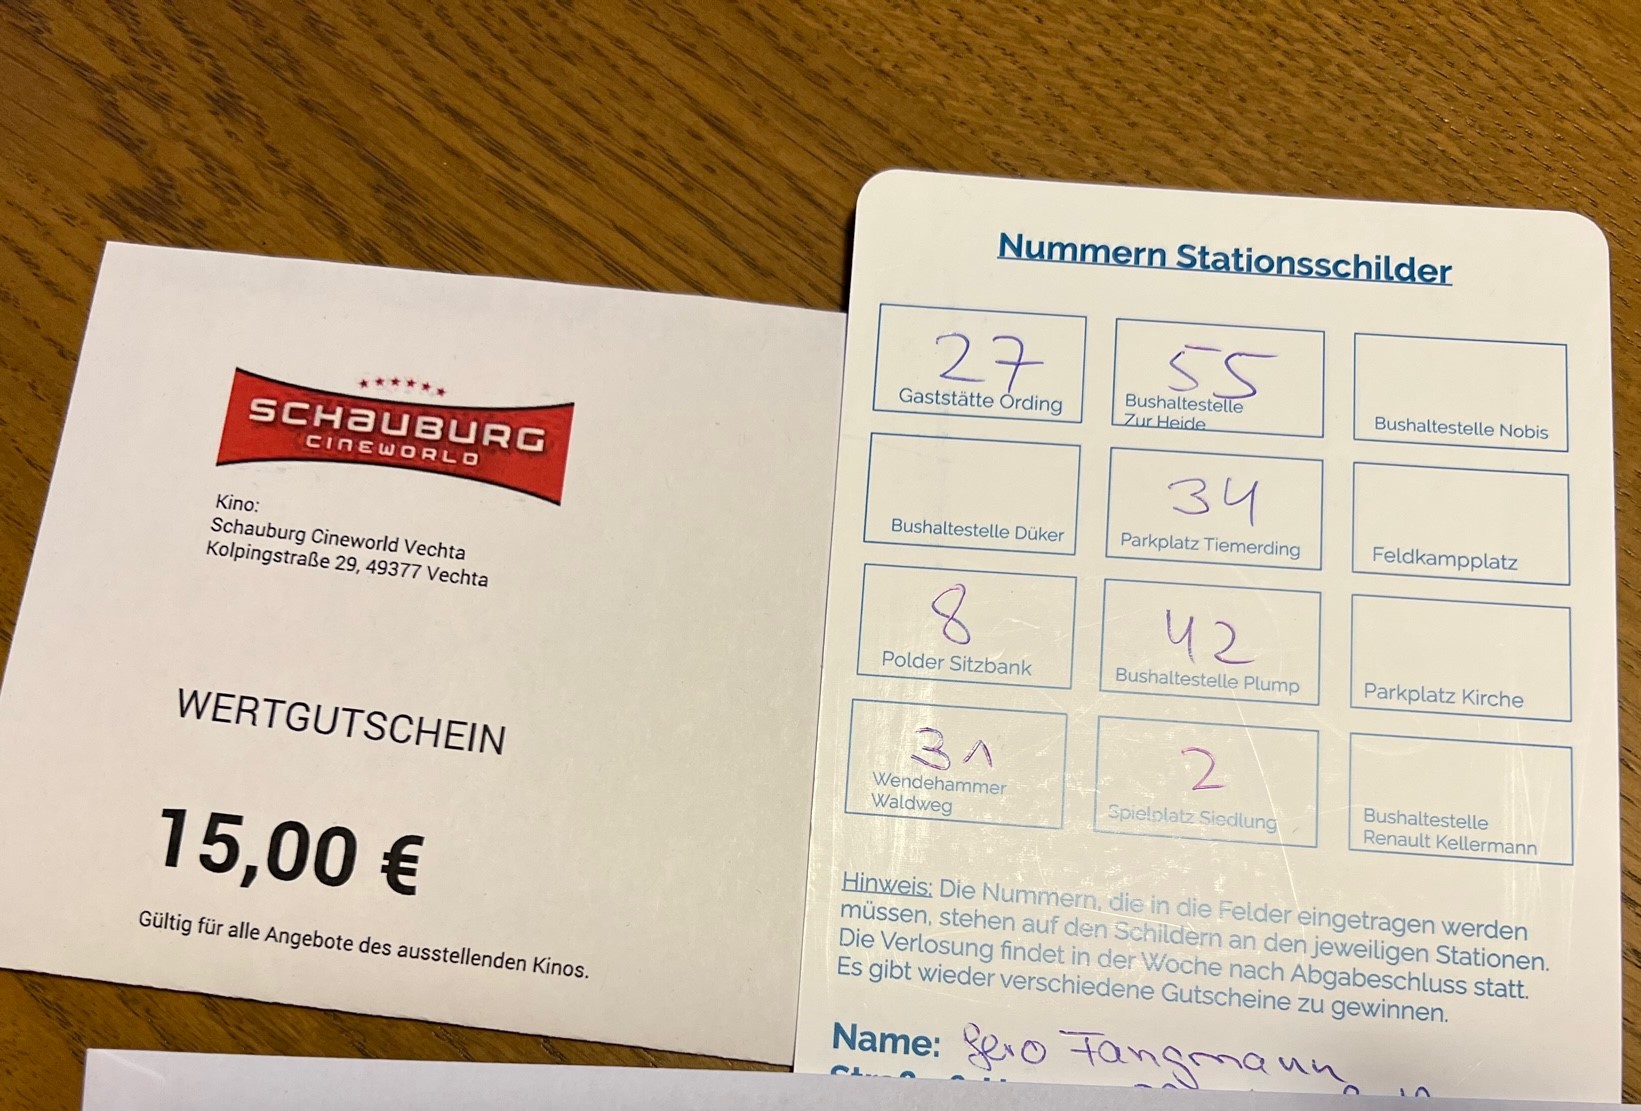 SCHAUBURG
CINEWORLD
Kino:
Schauburg Cineworld Vechta
Kolpingstraße 29, 49377 Vechta
WERTGUTSCHEIN
15,00 €
Gültig für alle Angebote des ausstellenden Kinos.
Nummern Stationsschilder
27
Gaststätte Ording
55
Bushaltestelle
Zur Heide
Bushaltestelle Nobis
Bushaltestelle Düker
34
Parkplatz Tiemerding
Feldkampplatz
8
Polder Sitzbank
42
Bushaltestelle Plump
Parkplatz Kirche
31
Wendehammer
Waldweg
2
Spielplatz Siedlung
Bushaltestelle
Renault Kellermann
Hinweis: Die Nummern, die in die Felder eingetragen werden
müssen, stehen auf den Schildern an den jeweiligen Stationen.
Die Verlosung findet in der Woche nach Abgabeschluss statt.
Es gibt wieder verschiedene Gutscheine zu gewinnen.
Name: Gero Fangmann